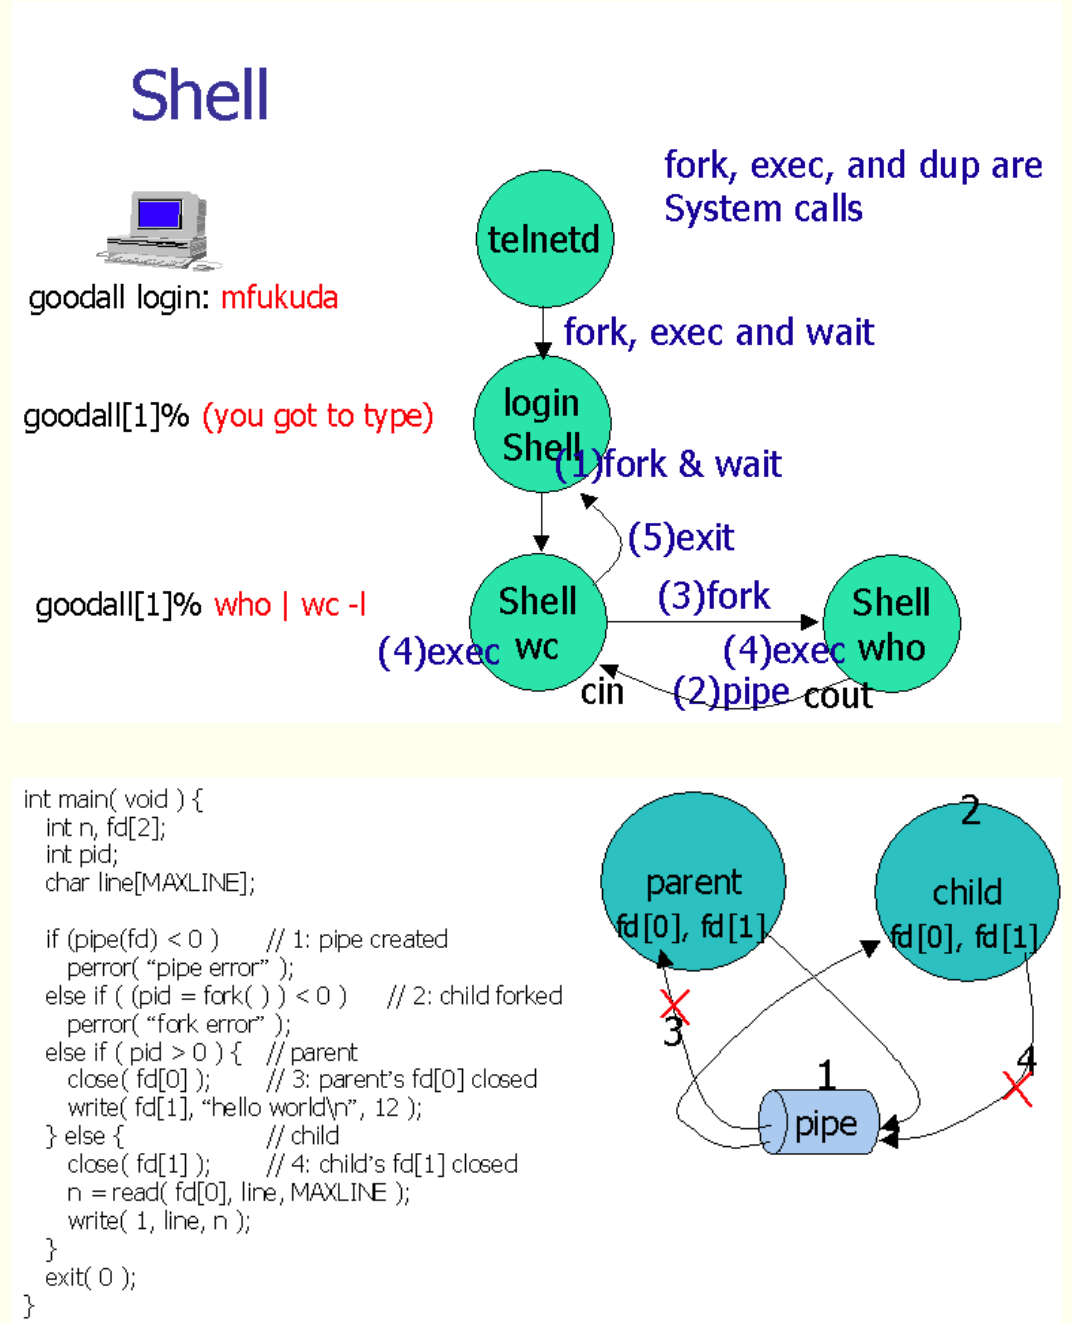 Shell
fork, exec, and dup are
System calls
telnetd
goodall login: mfukuda
fork, exec and wait
login
Shell
goodall[1]% (you got to type)
(1)fork & wait
(5)exit
goodall[1]% who | wc -l
Shell
wc
(3)fork
Shell
who
(4)exec
(4)exec
cin
(2)pipe
cout
int main( void ) {
int n, fd[2];
int pid;
char line[MAXLINE];
if (pipe(fd) < 0 ) // 1: pipe created
perror( “pipe error” );
else if ( (pid = fork( ) ) < 0 ) // 2: child forked
perror( “fork error” );
else if ( pid > 0 ) { // parent
close( fd[0] ); // 3: parent’s fd[0] closed
write( fd[1], “hello world\n”, 12 );
} else { // child
close( fd[1] ); // 4: child’s fd[1] closed
n = read( fd[0], line, MAXLINE );
write( 1, line, n );
}
exit( 0 );
}
2
parent
fd[0], fd[1]
child
fd[0], fd[1]
3
4
1
pipe